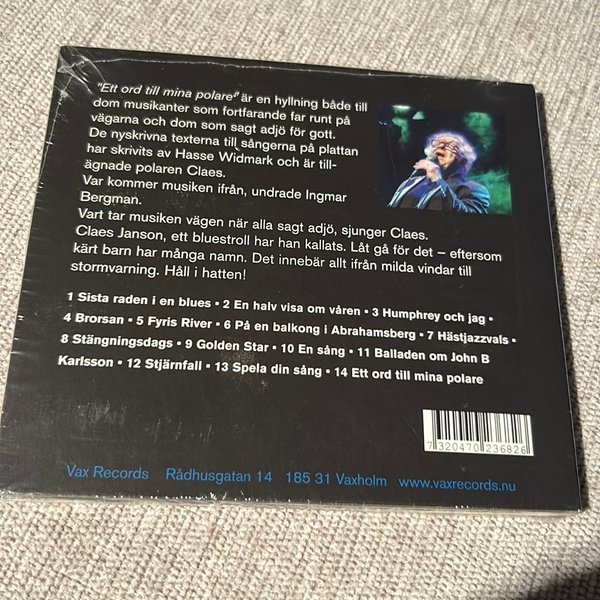 "Ett ord till mina polare" är en hyllning både till
dom musikanter som fortfarande far runt på
vägarna och dom som sagt adjö för gott.
De nyskrivna texterna till sångerna på plattan
har skrivits av Hasse Widmark och är till-
ägnade polaren Claes.
Var kommer musiken ifrån, undrade Ingmar
Bergman.
Vart tar musiken vägen när alla sagt adjö, sjunger Claes.
Claes Janson, ett bluestroll har han kallats. Låt gå för det – eftersom
kärt barn har många namn. Det innebär allt ifrån milda vindar till
stormvarning. Håll i hatten!
1 Sista raden i en blues • 2 En halv visa om våren • 3 Humphrey och jag •
4 Brorsan • 5 Fyris River • 6 På en balkong i Abrahamsberg • 7 Hästjazzvals •
8 Stängningsdags • 9 Golden Star • 10 En sång • 11 Balladen om John B
Karlsson • 12 Stjärnfall • 13 Spela din sång • 14 Ett ord till mina polare
7 320470 236826
Vax Records Rådhusgatan 14 185 31 Vaxholm www.vaxrecords.nu